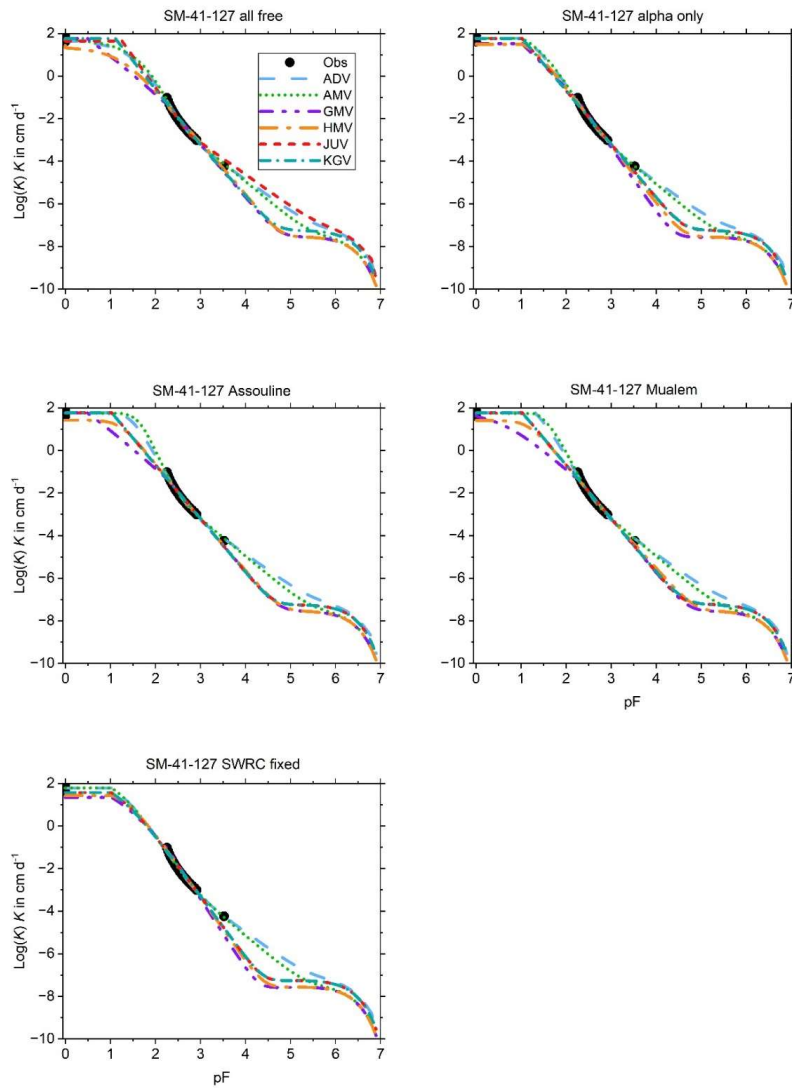 SM-41-127 all free
Log(K) K in cm d⁻¹
2
0
−2
−4
−6
−8
−10
0 1 2 3 4 5 6 7
Obs
ADV
AMV
GMV
HMV
JUV
KGV
SM-41-127 alpha only
2
0
−2
−4
−6
−8
−10
0 1 2 3 4 5 6 7
SM-41-127 Assouline
Log(K) K in cm d⁻¹
2
0
−2
−4
−6
−8
−10
0 1 2 3 4 5 6 7
SM-41-127 Mualem
2
0
−2
−4
−6
−8
−10
0 1 2 3 4 5 6 7
pF
SM-41-127 SWRC fixed
Log(K) K in cm d⁻¹
2
0
−2
−4
−6
−8
−10
0 1 2 3 4 5 6 7
pF